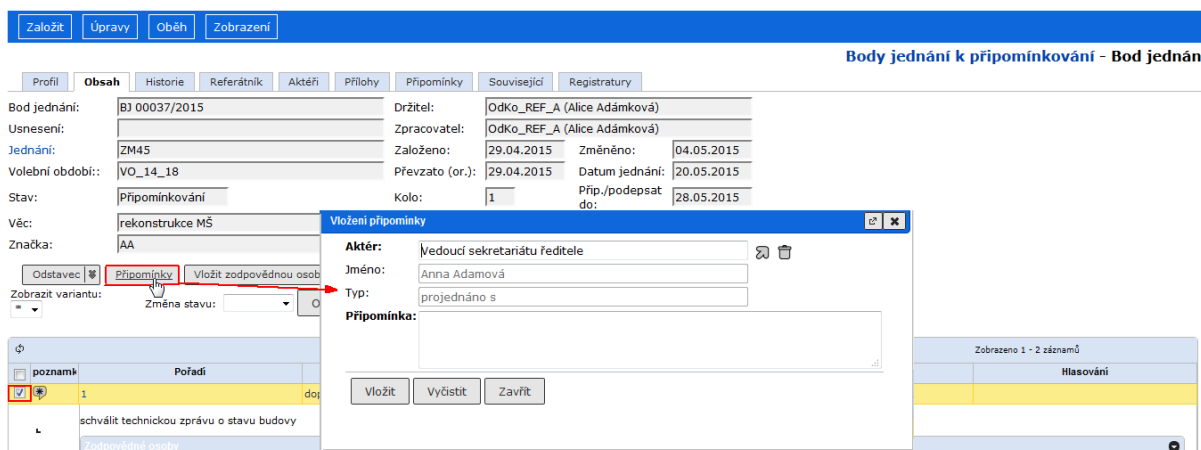 Založit Úpravy Oběh Zobrazení
Body jednání k připomínkování - Bod jednán
Profil Obsah Historie Referátník Aktéři Přílohy Připomínky Související Registratury
Bod jednání: BJ 00037/2015 Držitel: OdKo_REF_A (Alice Adámková)
Usnesení: Zpracovatel: OdKo_REF_A (Alice Adámková)
Jednání: ZM45 Založeno: 29.04.2015 Změněno: 04.05.2015
Volební období:: VO_14_18 Převzato (or.): 29.04.2015 Datum jednání: 20.05.2015
Stav: Připomínkování Kolo: 1 Přip./podepsat do: 28.05.2015
Věc: rekonstrukce MŠ
Značka: AA
Odstavec Připomínky Vložit zodpovědnou osob
Zobrazit variantu:
= Změna stavu: O
Vložení připomínky
Aktér: Vedoucí sekretariátu ředitele
Jméno: Anna Adamová
Typ: projednáno s
Připomínka:
Vložit Vyčistit Zavřít
Zobrazeno 1 - 2 záznamů
poznamk Pořadí Hlasování
1 dop
schválit technickou zprávu o stavu budovy
Zodpovědné osoby